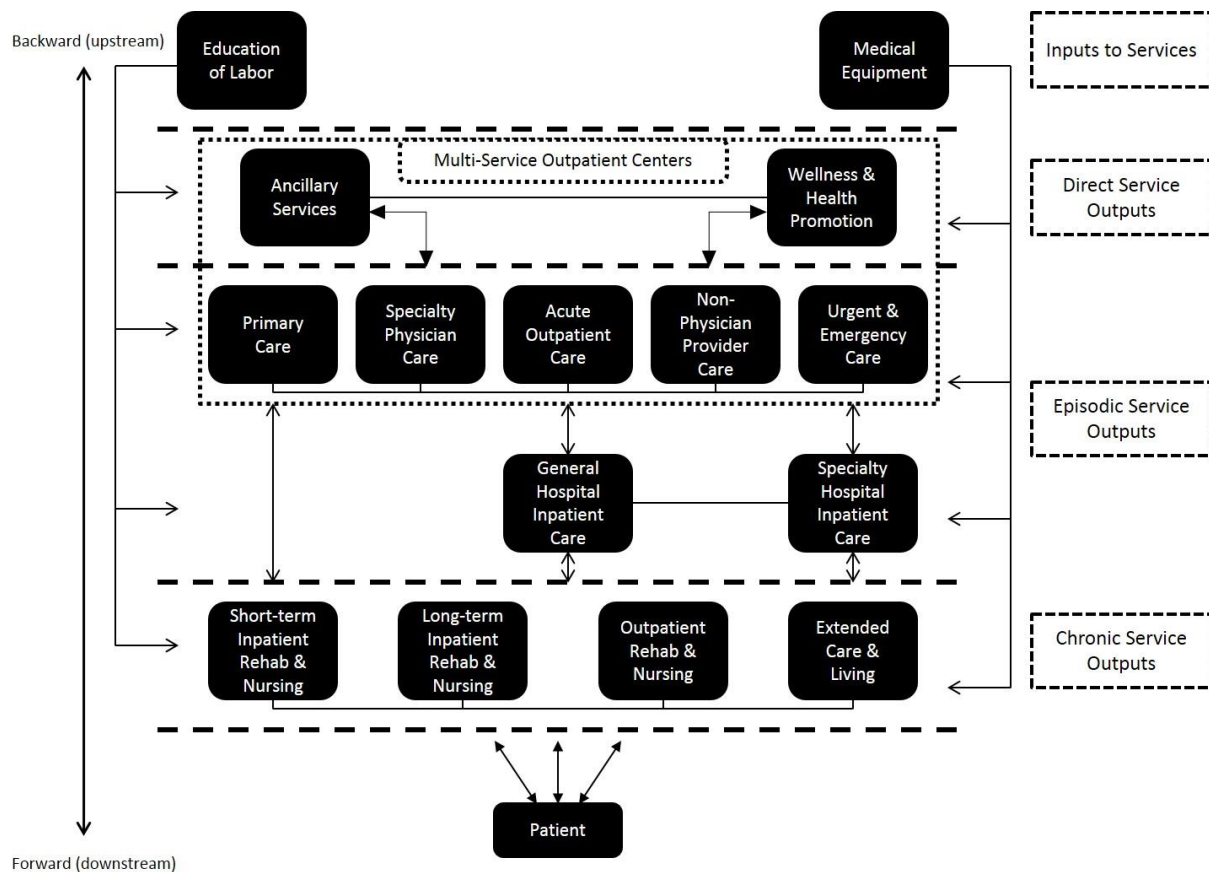 Backward (upstream)
Education
of Labor
Medical
Equipment
Inputs to Services
Multi-Service Outpatient Centers
Ancillary
Services
Wellness &
Health
Promotion
Direct Service
Outputs
Primary
Care
Specialty
Physician
Care
Acute
Outpatient
Care
Non-
Physician
Provider
Care
Urgent &
Emergency
Care
Episodic Service
Outputs
General
Hospital
Inpatient
Care
Specialty
Hospital
Inpatient
Care
Short-term
Inpatient
Rehab &
Nursing
Long-term
Inpatient
Rehab &
Nursing
Outpatient
Rehab &
Nursing
Extended
Care &
Living
Chronic Service
Outputs
Patient
Forward (downstream)